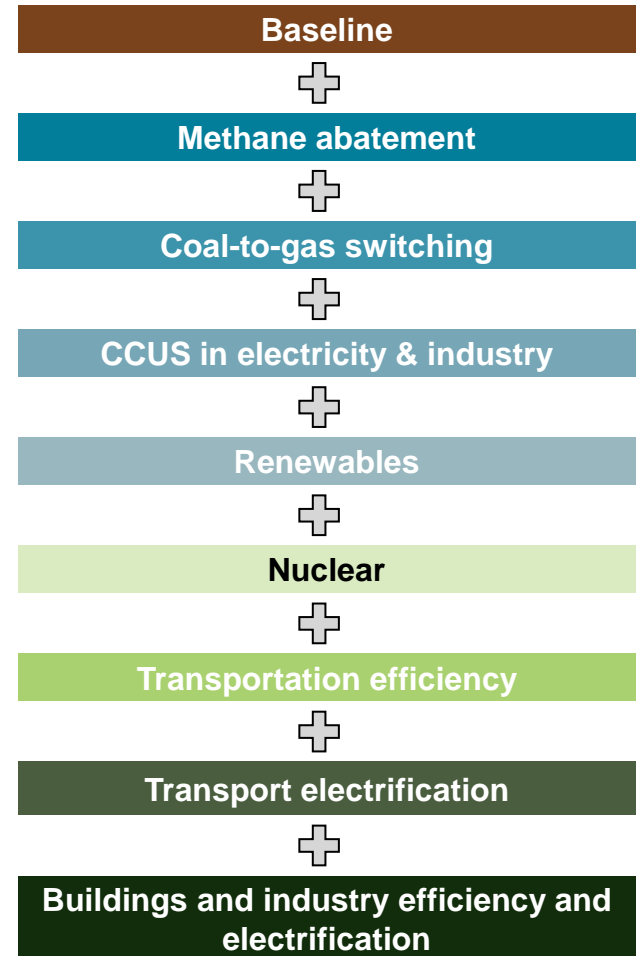 Baseline
Methane abatement
Coal-to-gas switching
CCUS in electricity & industry
Renewables
Nuclear
Transportation efficiency
Transport electrification
Buildings and industry efficiency and
electrification